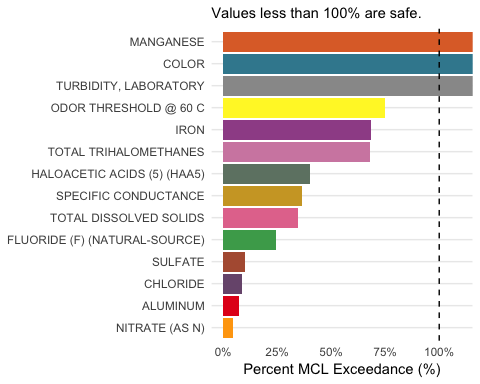 Values less than 100% are safe.
MANGANESE
COLOR
TURBIDITY, LABORATORY
ODOR THRESHOLD @ 60 C
IRON
TOTAL TRIHALOMETHANES
HALOACETIC ACIDS (5) (HAA5)
SPECIFIC CONDUCTANCE
TOTAL DISSOLVED SOLIDS
FLUORIDE (F) (NATURAL-SOURCE)
SULFATE
CHLORIDE
ALUMINUM
NITRATE (AS N)
0% 25% 50% 75% 100%
Percent MCL Exceedance (%)